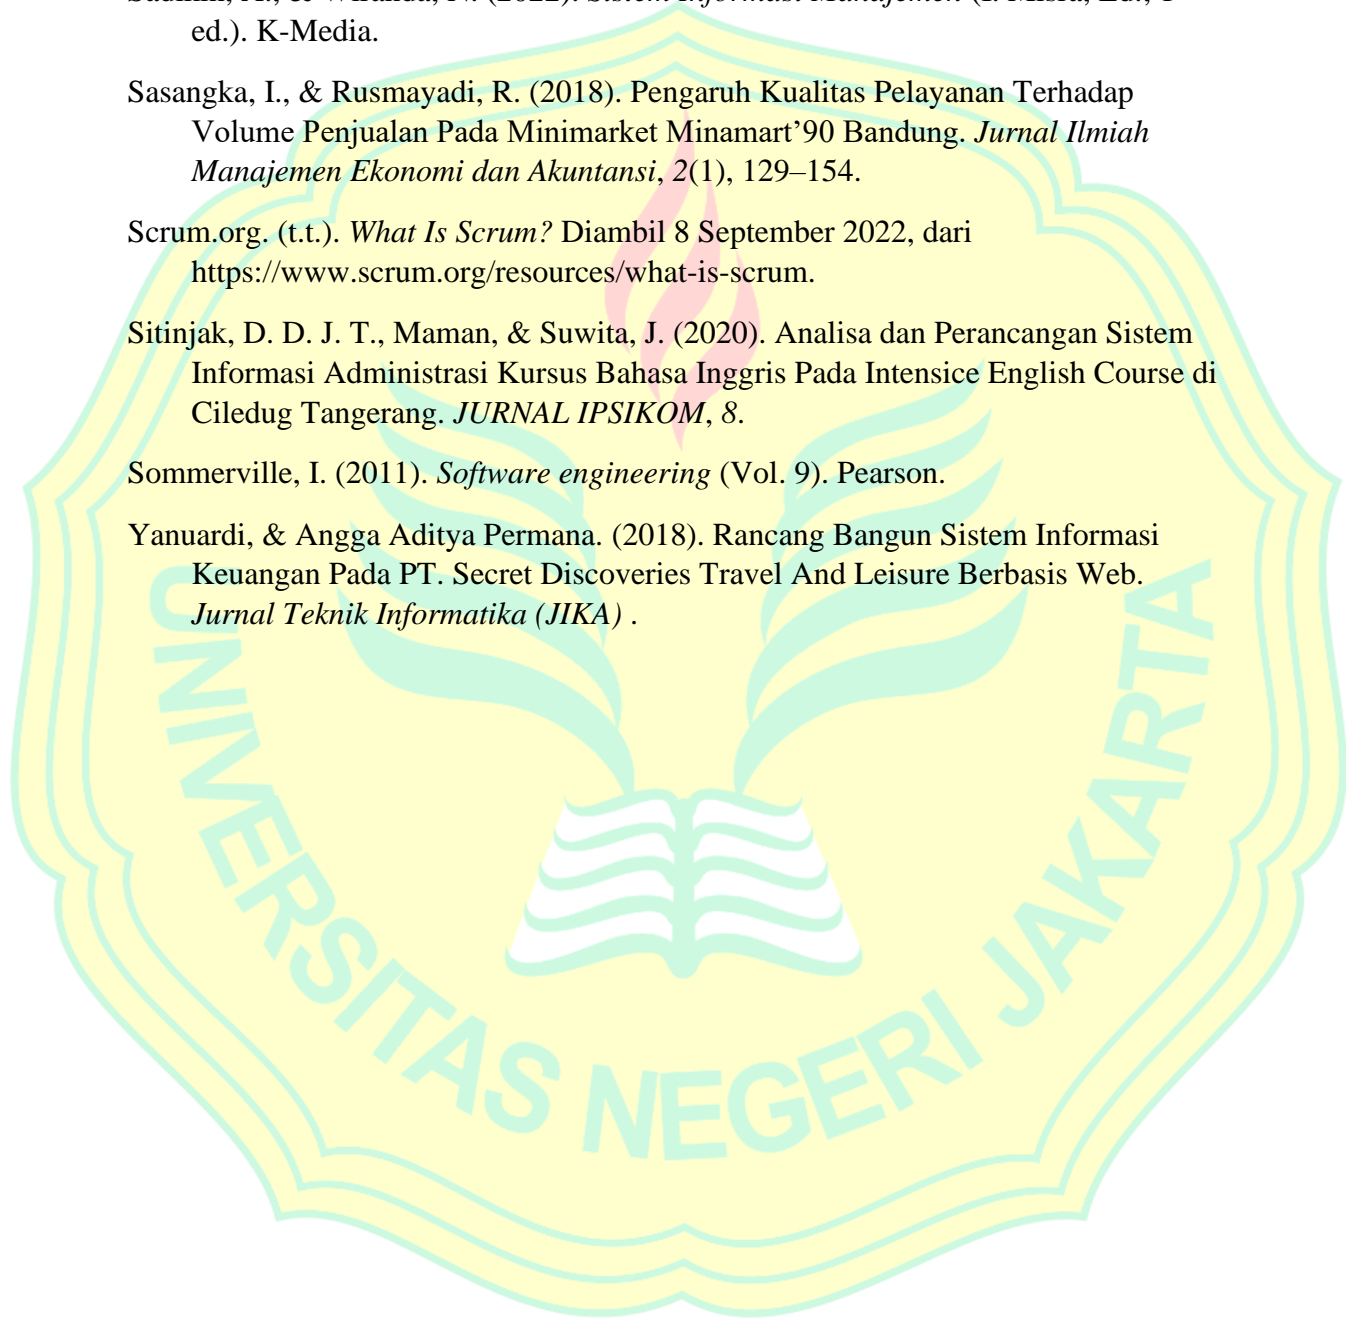 (2022). Sistem Informasi Manajemen
ed.). K-Media.
Sasangka, I., & Rusmayadi, R. (2018). Pengaruh Kualitas Pelayanan Terhadap
Volume Penjualan Pada Minimarket Minamart’90 Bandung. Jurnal Ilmiah
Manajemen Ekonomi dan Akuntansi, 2(1), 129–154.
Scrum.org. (t.t.). What Is Scrum? Diambil 8 September 2022, dari
https://www.scrum.org/resources/what-is-scrum.
Sitinjak, D. D. J. T., Maman, & Suwita, J. (2020). Analisa dan Perancangan Sistem
Informasi Administrasi Kursus Bahasa Inggris Pada Intensice English Course di
Ciledug Tangerang. JURNAL IPSIKOM, 8.
Sommerville, I. (2011). Software engineering (Vol. 9). Pearson.
Yanuardi, & Angga Aditya Permana. (2018). Rancang Bangun Sistem Informasi
Keuangan Pada PT. Secret Discoveries Travel And Leisure Berbasis Web.
Jurnal Teknik Informatika (JIKA) .
UNIVERSITAS NEGERI JAKARTA